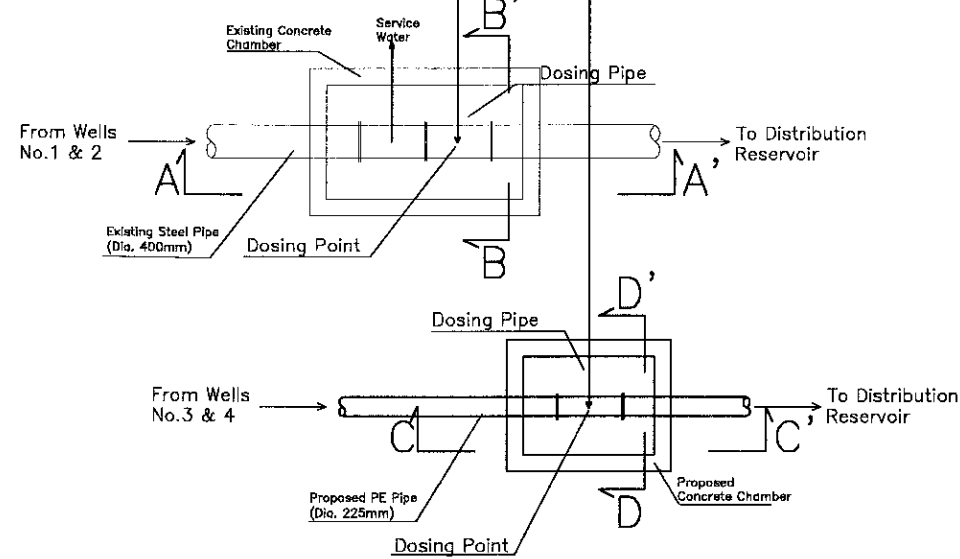 B'
Existing Concrete
Chamber
Service
Water
Dosing Pipe
From Wells
No.1 & 2
To Distribution
Reservoir
A
A'
Existing Steel Pipe
(Dia. 400mm)
Dosing Point
B
D'
Dosing Pipe
From Wells
No.3 & 4
To Distribution
Reservoir
C
C'
Proposed PE Pipe
(Dia. 225mm)
Proposed
Concrete Chamber
D
Dosing Point